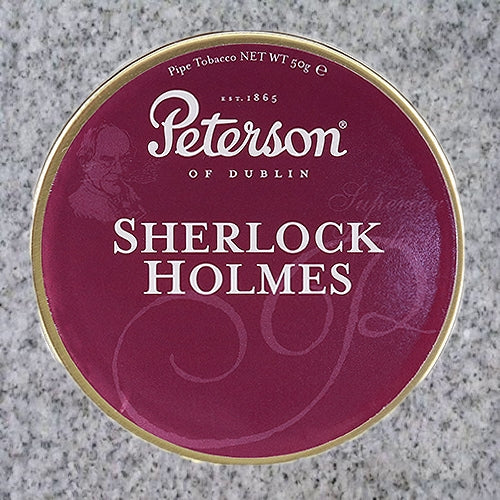 Pipe Tobacco NET WT 50g ℮
EST. 1865
Peterson®
OF DUBLIN
SHERLOCK
HOLMES